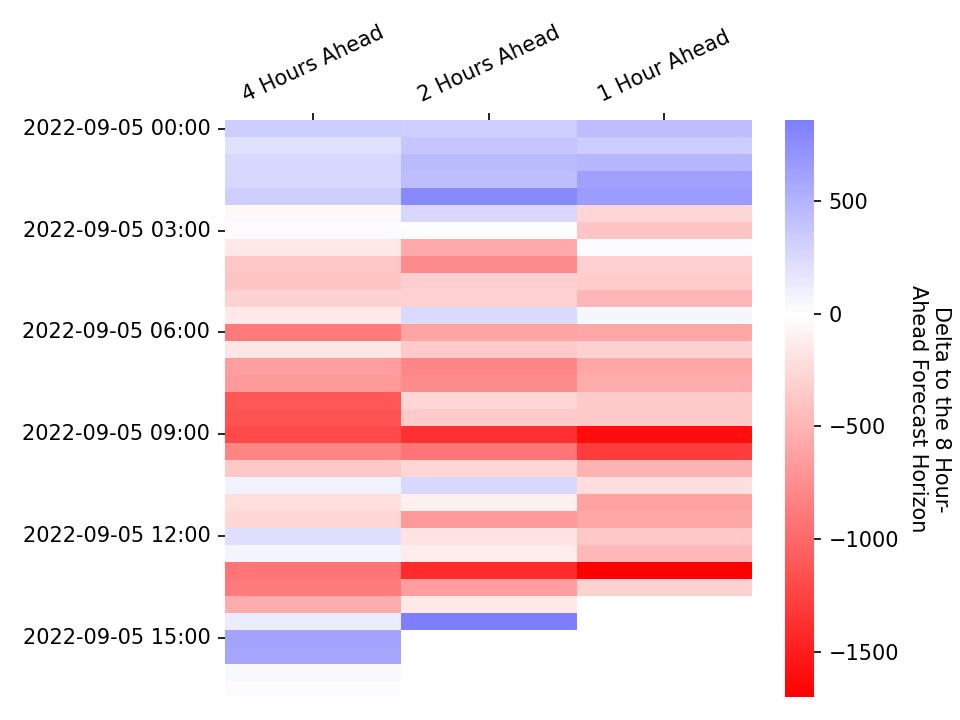 4 Hours Ahead
2 Hours Ahead
1 Hour Ahead
2022-09-05 00:00
2022-09-05 03:00
2022-09-05 06:00
2022-09-05 09:00
2022-09-05 12:00
2022-09-05 15:00
500
0
−500
−1000
−1500
Delta to the 8 Hour-
Ahead Forecast Horizon